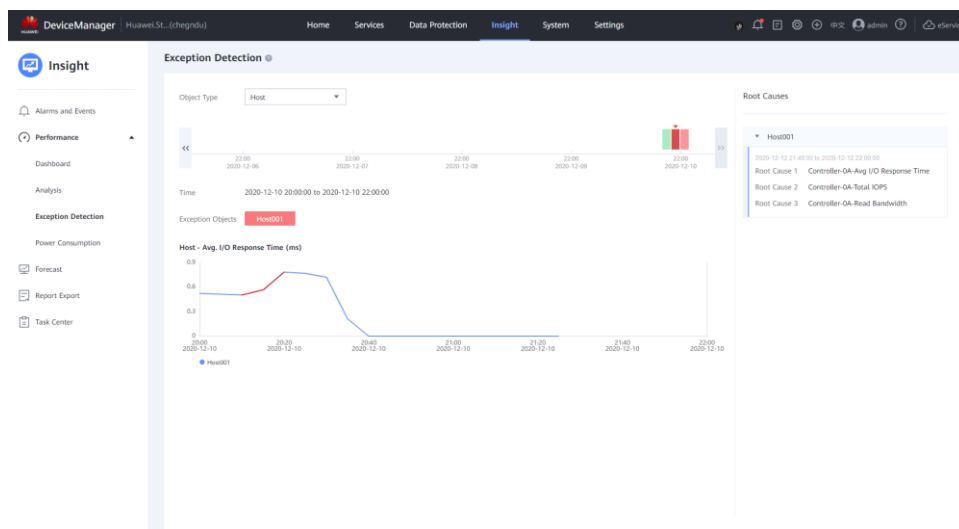 HUAWEI
DeviceManager Huawei.St...(chegndu) Home Services Data Protection Insight System Settings 中文 admin eServic
Insight
Alarms and Events
Performance
Dashboard
Analysis
Exception Detection
Power Consumption
Forecast
Report Export
Task Center
Exception Detection
Object Type Host
22:00 22:00 22:00 22:00 22:00
2020-12-06 2020-12-07 2020-12-08 2020-12-09 2020-12-10
Time 2020-12-10 20:00:00 to 2020-12-10 22:00:00
Exception Objects Host001
Host - Avg. I/O Response Time (ms)
0.9
0.6
0.3
0
20:00 20:20 20:40 21:00 21:20 21:40 22:00
2020-12-10 2020-12-10 2020-12-10 2020-12-10 2020-12-10 2020-12-10 2020-12-10
Host001
Root Causes
Host001
2020-12-12 21:40:00 to 2020-12-12 22:00:00
Root Cause 1 Controller-0A-Avg I/O Response Time
Root Cause 2 Controller-0A-Total IOPS
Root Cause 3 Controller-0A-Read Bandwidth